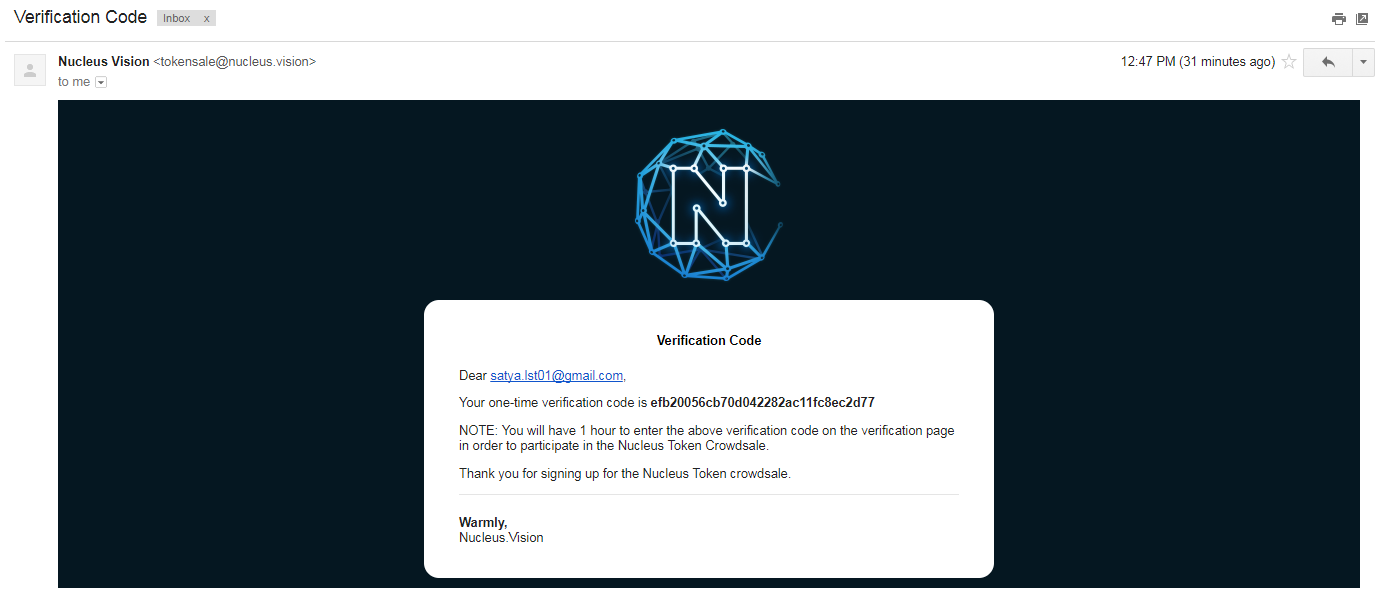 Verification Code Inbox x
Nucleus Vision <tokensale@nucleus.vision>
12:47 PM (31 minutes ago)
to me
N
Verification Code
Dear satya.lst01@gmail.com,
Your one-time verification code is efb20056cb70d042282ac11fc8ec2d77
NOTE: You will have 1 hour to enter the above verification code on the verification page
in order to participate in the Nucleus Token Crowdsale.
Thank you for signing up for the Nucleus Token crowdsale.
Warmly,
Nucleus.Vision